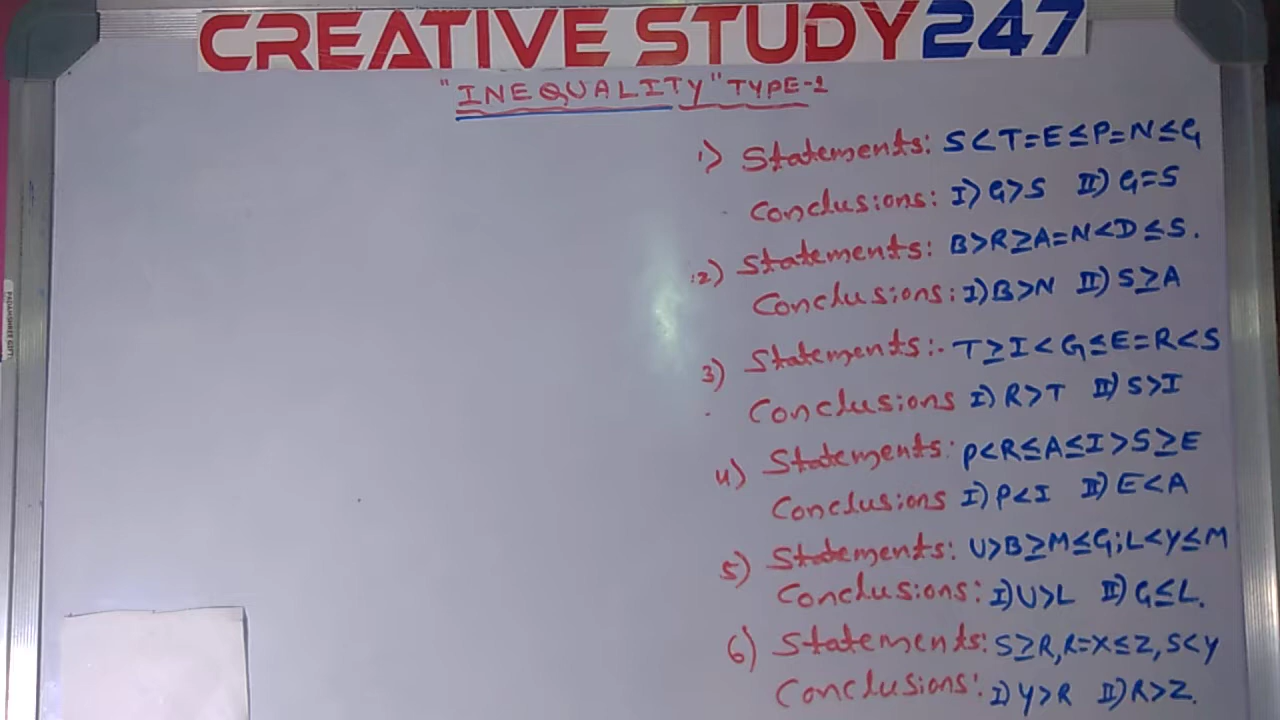 CREATIVE STUDY247
"INEQUALITY" TYPE-1
1) Statements: S<T=E≤P=N≤G
Conclusions: I) G>S II) G=S
2) Statements: B>R≥A=N<D≤S.
Conclusions: I) B>N II) S≥A
3) Statements:- T≥I<G≤E=R<S
Conclusions I) R>T II) S>I
4) Statements: P<R≤A≤I>S≥E
Conclusions I) P<I II) E<A
5) Statements: U>B≥M≤G; L<Y≤M
Conclusions: I) U>L II) G≤L.
6) Statements: S≥R, R=X≤Z, S<Y
Conclusions: I) Y>R II) R>Z.